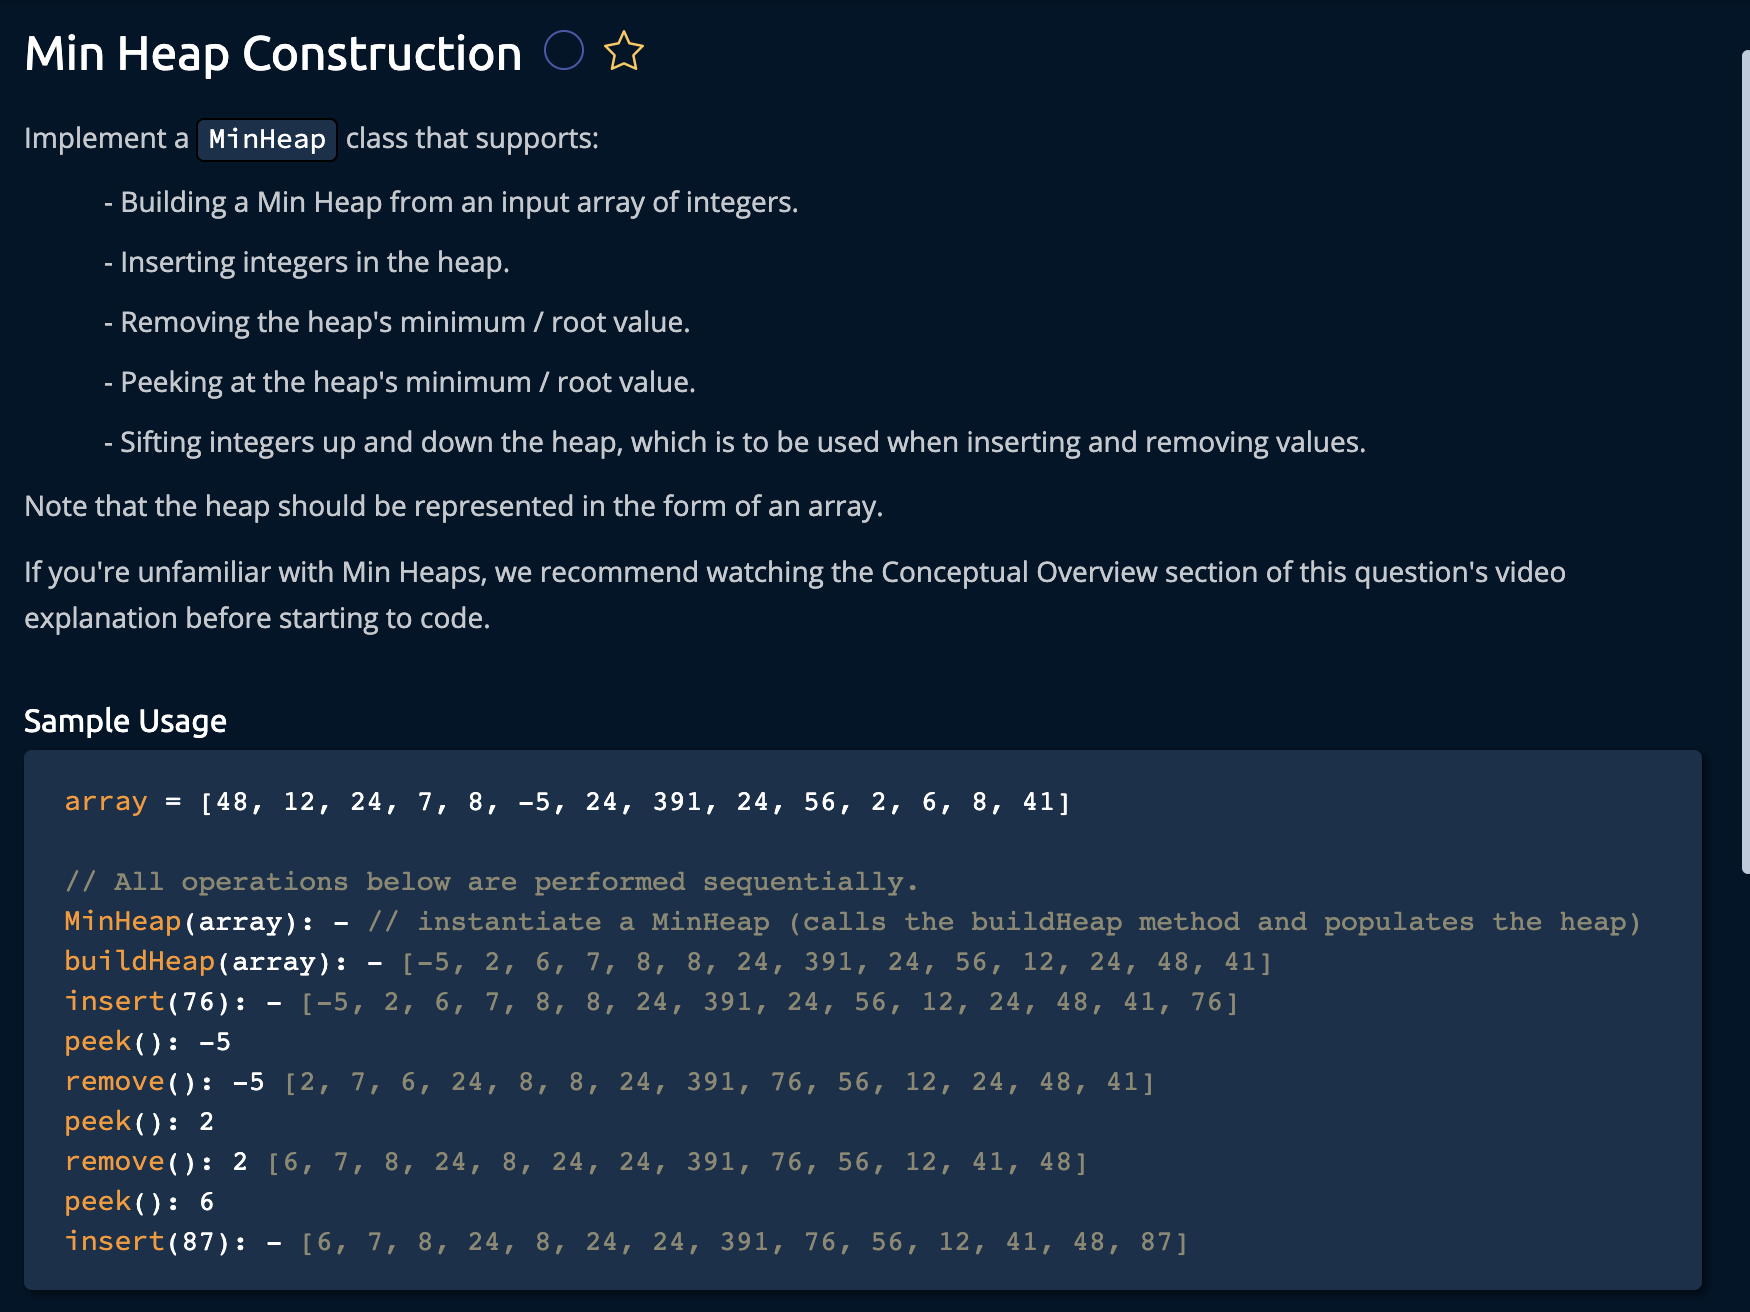 Min Heap Construction
Implement a MinHeap class that supports:
- Building a Min Heap from an input array of integers.
- Inserting integers in the heap.
- Removing the heap's minimum / root value.
- Peeking at the heap's minimum / root value.
- Sifting integers up and down the heap, which is to be used when inserting and removing values.
Note that the heap should be represented in the form of an array.
If you're unfamiliar with Min Heaps, we recommend watching the Conceptual Overview section of this question's video
explanation before starting to code.
Sample Usage
array = [48, 12, 24, 7, 8, -5, 24, 391, 24, 56, 2, 6, 8, 41]
// All operations below are performed sequentially.
MinHeap(array): - // instantiate a MinHeap (calls the buildHeap method and populates the heap)
buildHeap(array): - [-5, 2, 6, 7, 8, 8, 24, 391, 24, 56, 12, 24, 48, 41]
insert(76): - [-5, 2, 6, 7, 8, 8, 24, 391, 24, 56, 12, 24, 48, 41, 76]
peek(): -5
remove(): -5 [2, 7, 6, 24, 8, 8, 24, 391, 76, 56, 12, 24, 48, 41]
peek(): 2
remove(): 2 [6, 7, 8, 24, 8, 24, 24, 391, 76, 56, 12, 41, 48]
peek(): 6
insert(87): - [6, 7, 8, 24, 8, 24, 24, 391, 76, 56, 12, 41, 48, 87]